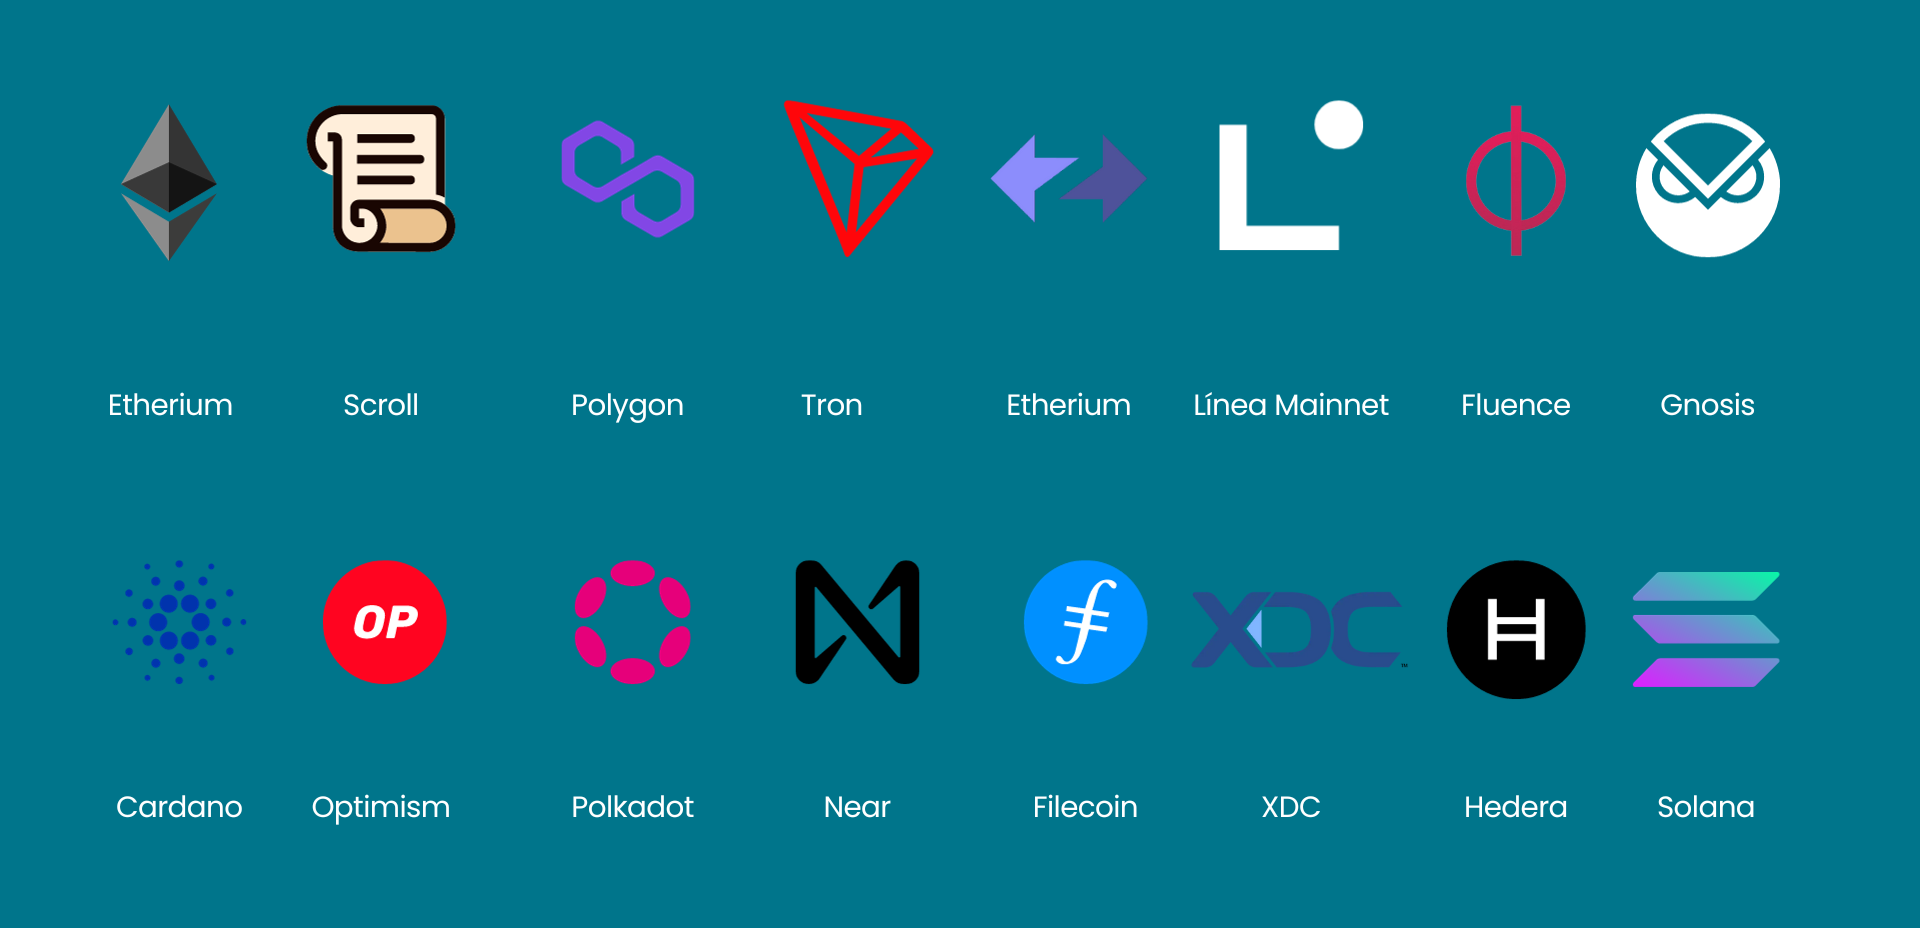 Etherium
Scroll
Polygon
Tron
Etherium
Línea Mainnet
Fluence
Gnosis
OP
XDC
™
Cardano
Optimism
Polkadot
Near
Filecoin
XDC
Hedera
Solana